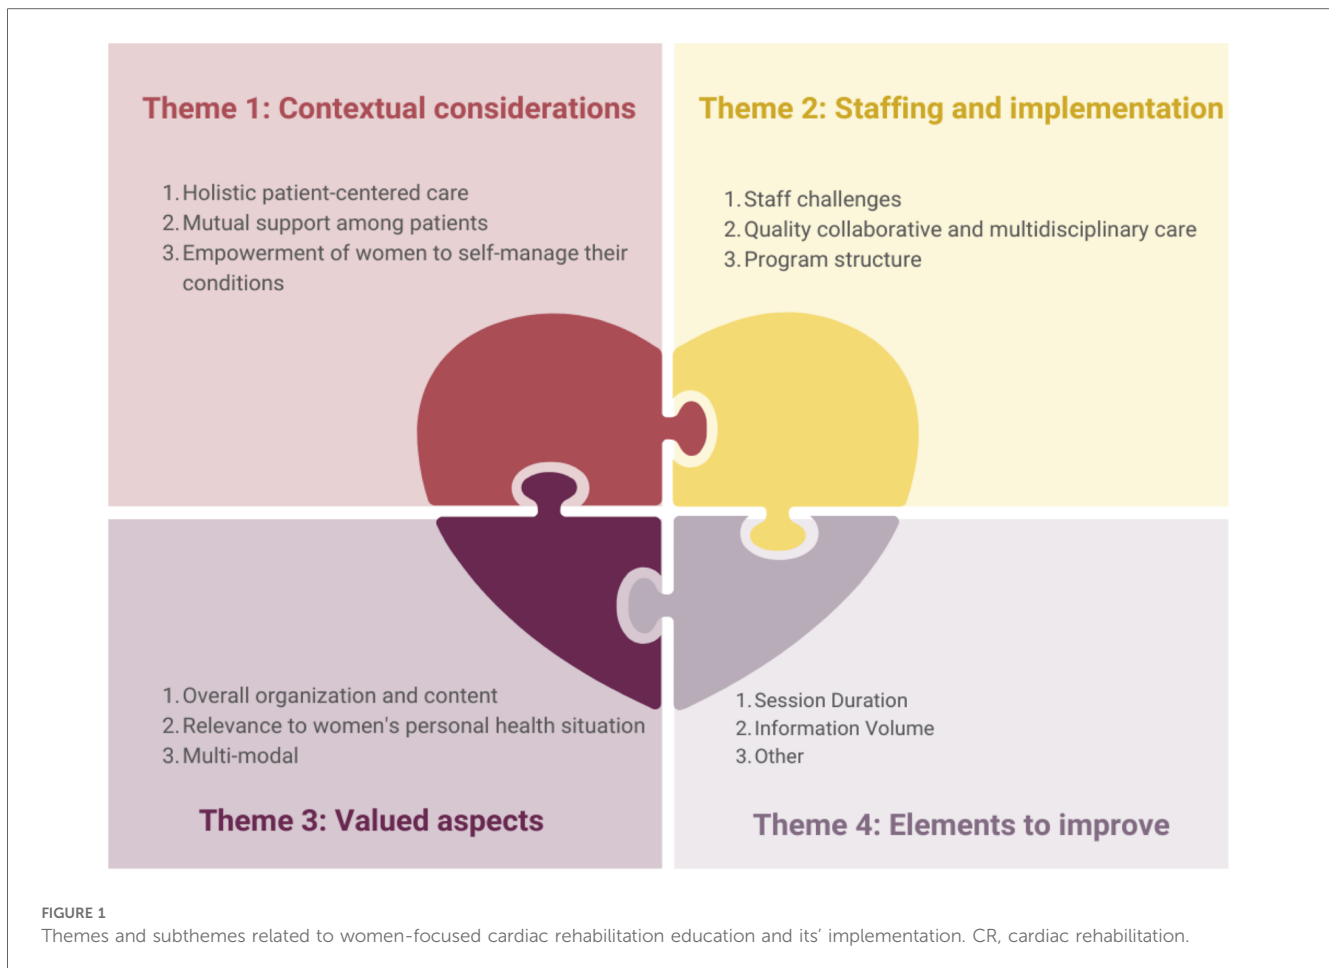 Theme 1: Contextual considerations
1. Holistic patient-centered care
2. Mutual support among patients
3. Empowerment of women to self-manage their
conditions
Theme 2: Staffing and implementation
1. Staff challenges
2. Quality collaborative and multidisciplinary care
3. Program structure
1. Overall organization and content
2. Relevance to women's personal health situation
3. Multi-modal
Theme 3: Valued aspects
1. Session Duration
2. Information Volume
3. Other
Theme 4: Elements to improve
FIGURE 1
Themes and subthemes related to women-focused cardiac rehabilitation education and its’ implementation. CR, cardiac rehabilitation.